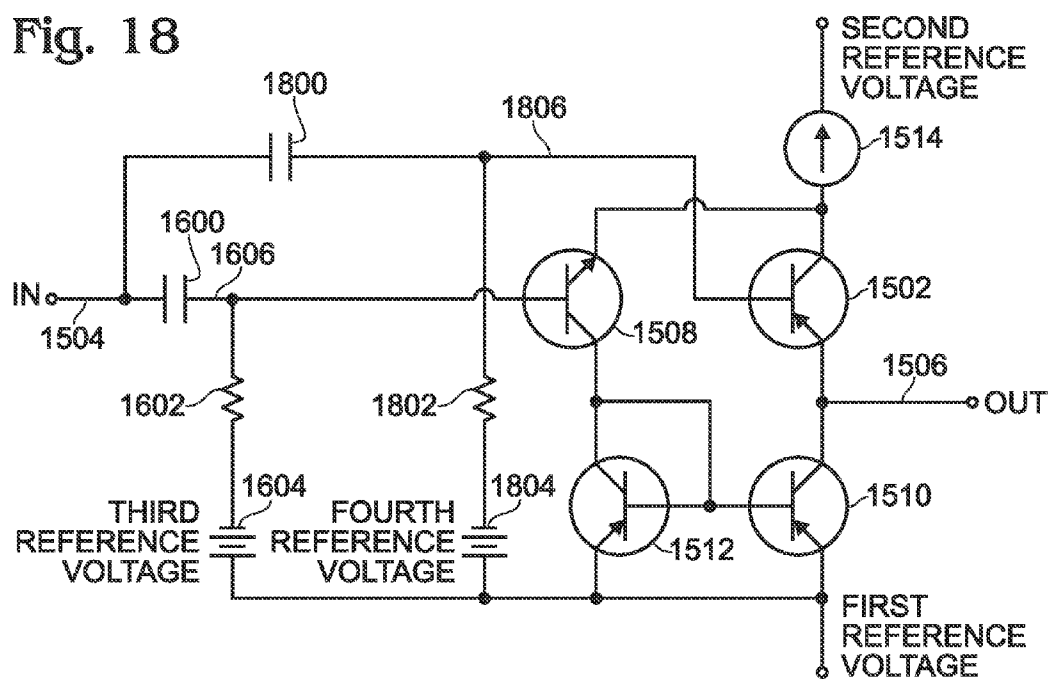 Fig. 18
SECOND
REFERENCE
VOLTAGE
1800
1806
1514
1600
1606
IN
1504
1508
1502
1506
OUT
1602
1802
1604
THIRD
REFERENCE
VOLTAGE
1804
FOURTH
REFERENCE
VOLTAGE
1512
1510
FIRST
REFERENCE
VOLTAGE